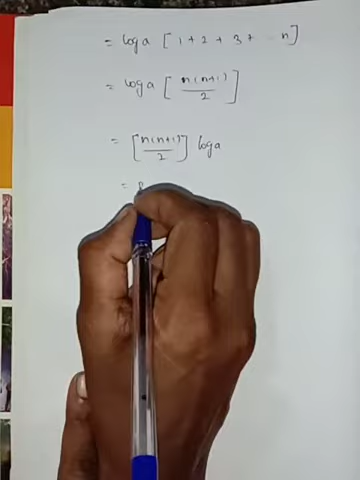 = log a [ 1 + 2 + 3 + .. n ]
= log a [ n(n+1)/2 ]
= [ n(n+1)/2 ] log a
=